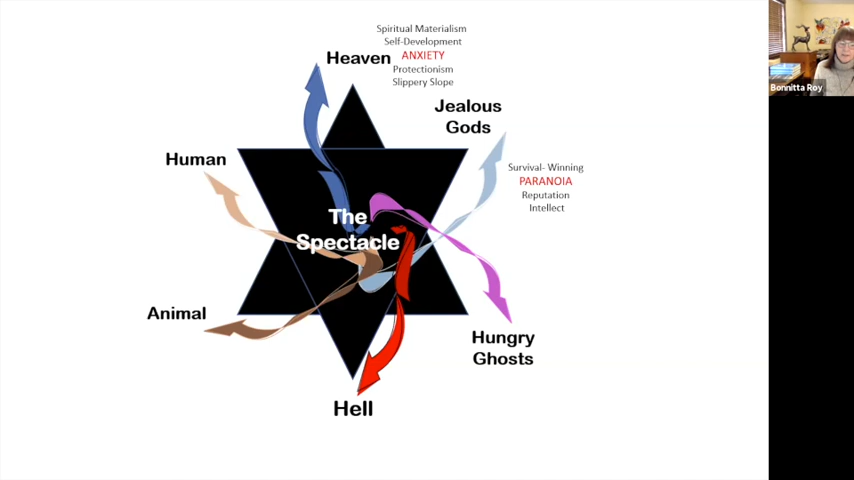 Spiritual Materialism
Self-Development
Heaven
ANXIETY
Protectionism
Slippery Slope
Jealous
Gods
Human
Survival- Winning
PARANOIA
Reputation
Intellect
The
Spectacle
Animal
Hungry
Ghosts
Hell
Bonnitta Roy